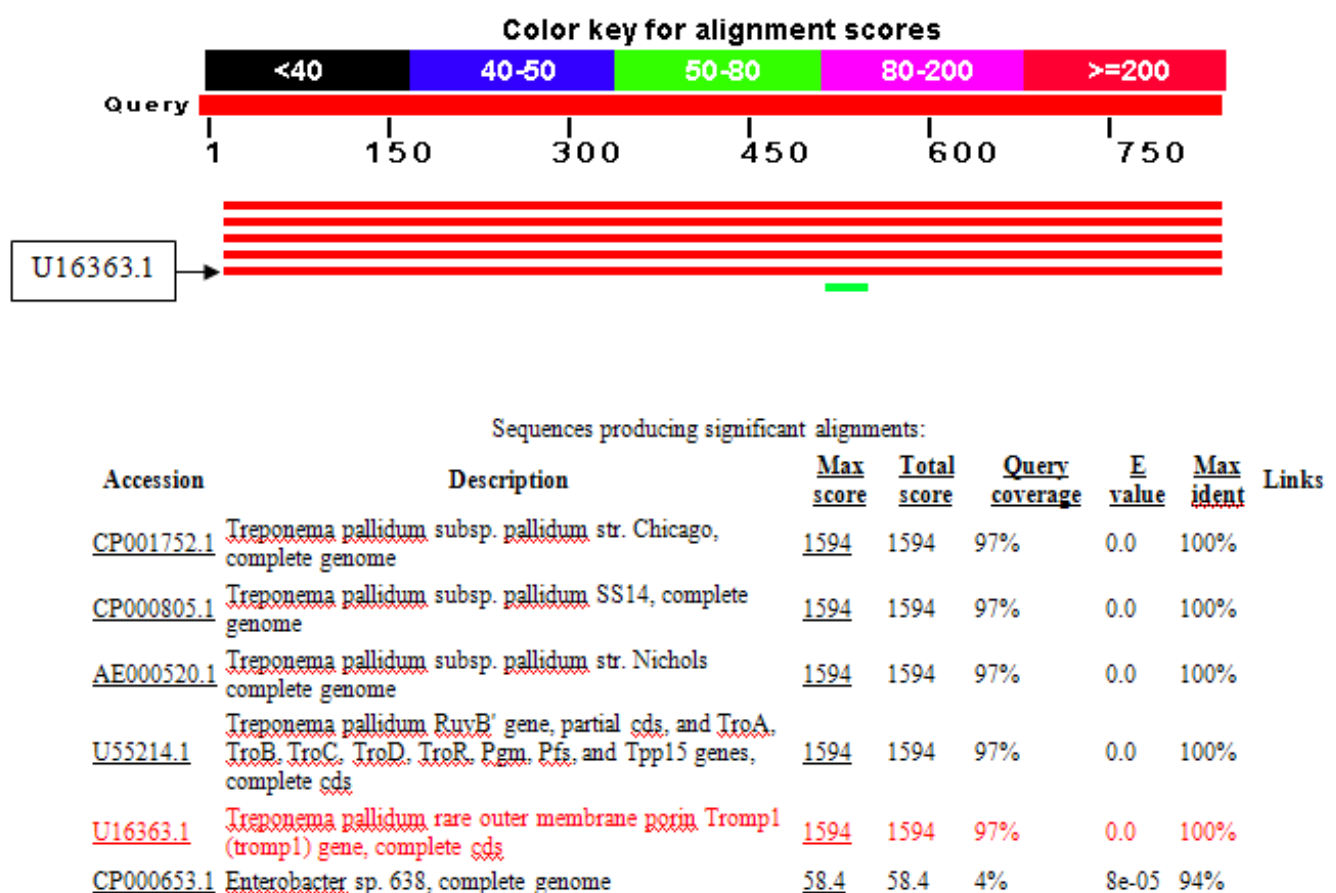 Color key for alignment scores
<40 40-50 50-80 80-200 >=200
Query
1 150 300 450 600 750
U16363.1
Sequences producing significant alignments:
Accession Description Max score Total score Query coverage E value Max ident Links
CP001752.1 Treponema pallidum subsp. pallidum str. Chicago, complete genome 1594 1594 97% 0.0 100%
CP000805.1 Treponema pallidum subsp. pallidum SS14, complete genome 1594 1594 97% 0.0 100%
AE000520.1 Treponema pallidum subsp. pallidum str. Nichols complete genome 1594 1594 97% 0.0 100%
U55214.1 Treponema pallidum RuvB' gene, partial cds, and TroA, TroB, TroC, TroD, TroR, Pgm, Pfs, and Tpp15 genes, complete cds 1594 1594 97% 0.0 100%
U16363.1 Treponema pallidum rare outer membrane porin Tromp1 (tromp1) gene, complete cds 1594 1594 97% 0.0 100%
CP000653.1 Enterobacter sp. 638, complete genome 58.4 58.4 4% 8e-05 94%